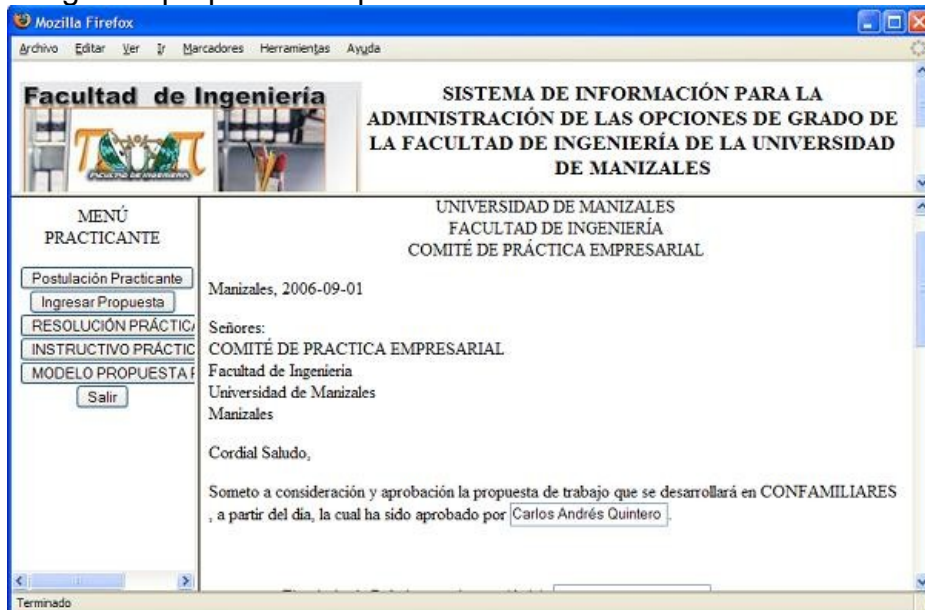 Mozilla Firefox
Archivo Editar Ver Ir Marcadores Herramientas Ayuda
Facultad de Ingeniería
FACULTAD DE INGENIERIA
SISTEMA DE INFORMACIÓN PARA LA
ADMINISTRACIÓN DE LAS OPCIONES DE GRADO DE
LA FACULTAD DE INGENIERÍA DE LA UNIVERSIDAD
DE MANIZALES
MENÚ
PRACTICANTE
Postulación Practicante
Ingresar Propuesta
RESOLUCIÓN PRÁCTICA
INSTRUCTIVO PRÁCTIC
MODELO PROPUESTA P
Salir
UNIVERSIDAD DE MANIZALES
FACULTAD DE INGENIERÍA
COMITÉ DE PRÁCTICA EMPRESARIAL
Manizales, 2006-09-01
Señores:
COMITÉ DE PRACTICA EMPRESARIAL
Facultad de Ingenieria
Universidad de Manizales
Manizales
Cordial Saludo,
Someto a consideración y aprobación la propuesta de trabajo que se desarrollará en CONFAMILIARES
, a partir del dia, la cual ha sido aprobado por Carlos Andrés Quintero .
Terminado